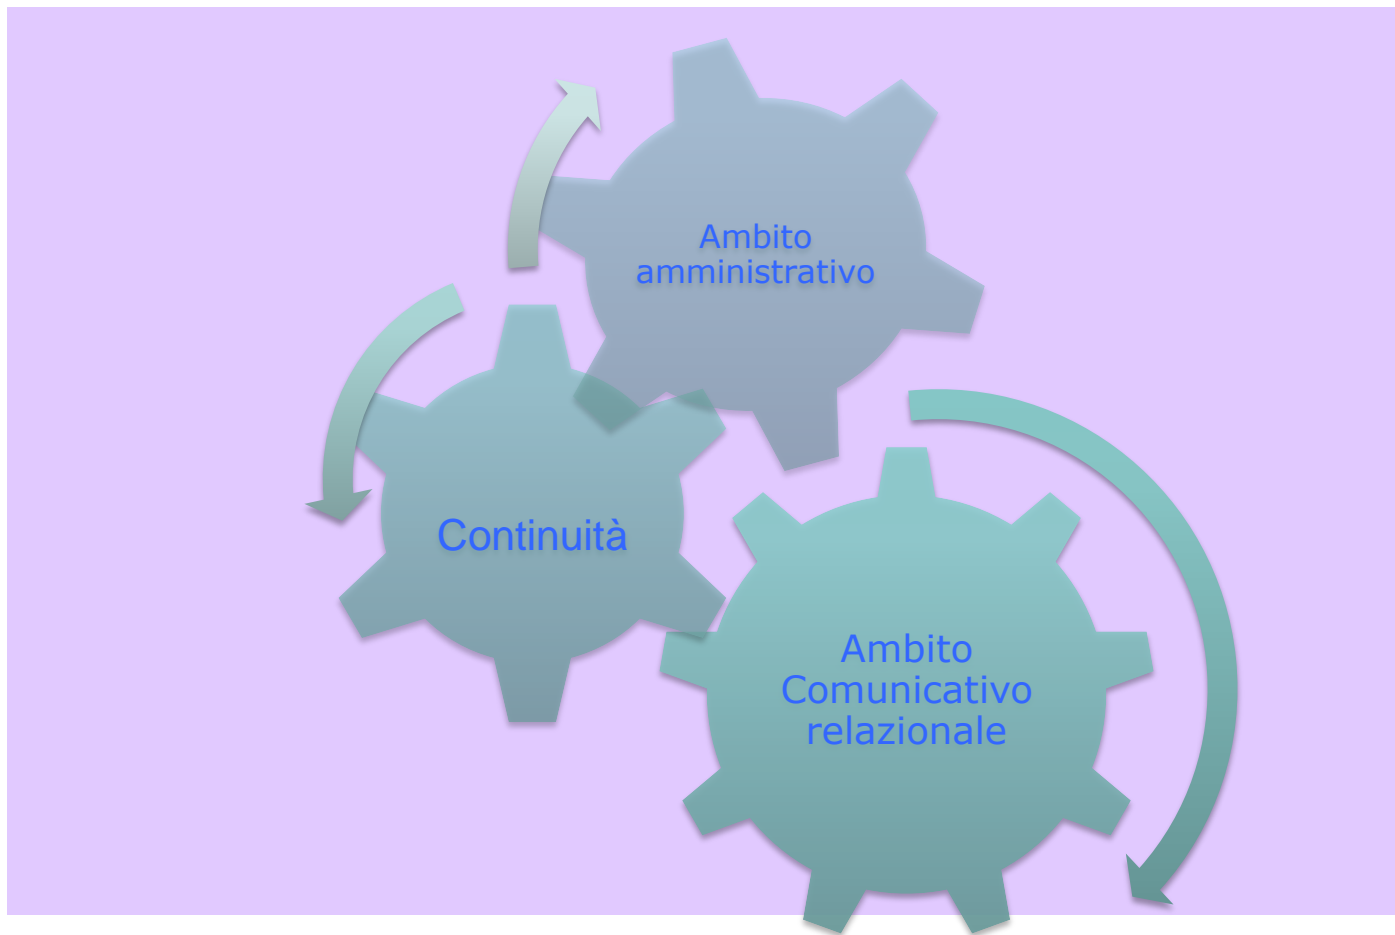 Ambito
amministrativo
Continuità
Ambito
Comunicativo
relazionale